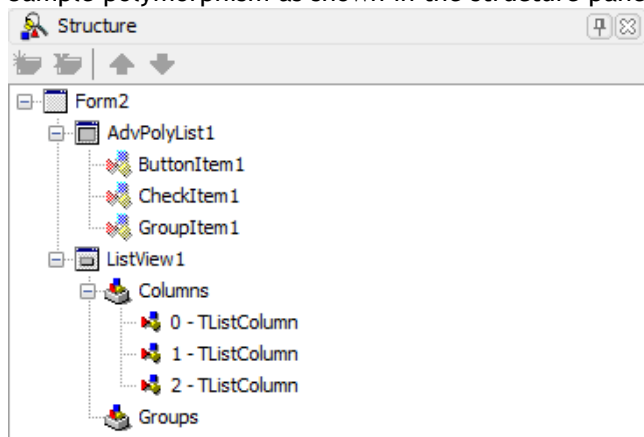 sample polymorphism as shown in the structure pane
Structure
Form2
AdvPolyList1
ButtonItem1
CheckItem1
GroupItem1
ListView1
Columns
0 - TListColumn
1 - TListColumn
2 - TListColumn
Groups